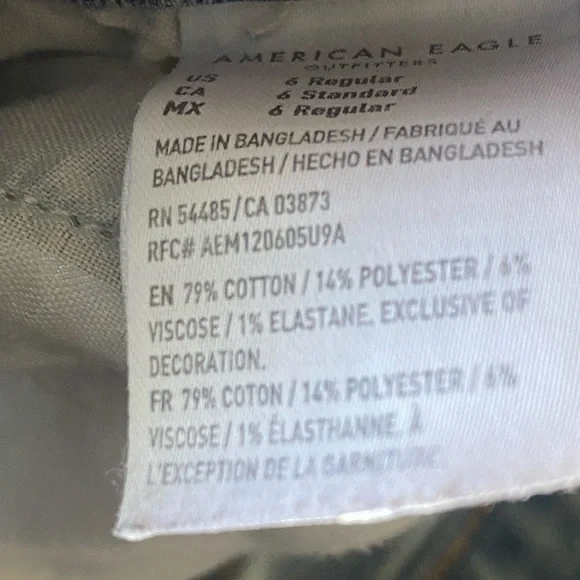 AMERICAN EAGLE
OUTFITTERS
US 6 Regular
CA 6 Standard
MX 6 Regular
MADE IN BANGLADESH / FABRIQUÉ AU
BANGLADESH / HECHO EN BANGLADESH
RN 54485 / CA 03873
RFC# AEM120605U9A
EN 79% COTTON / 14% POLYESTER / 6%
VISCOSE / 1% ELASTANE. EXCLUSIVE OF
DECORATION.
FR 79% COTON / 14% POLYESTER / 6%
VISCOSE / 1% ÉLASTHANNE. À
L'EXCEPTION DE LA GARNITURE.